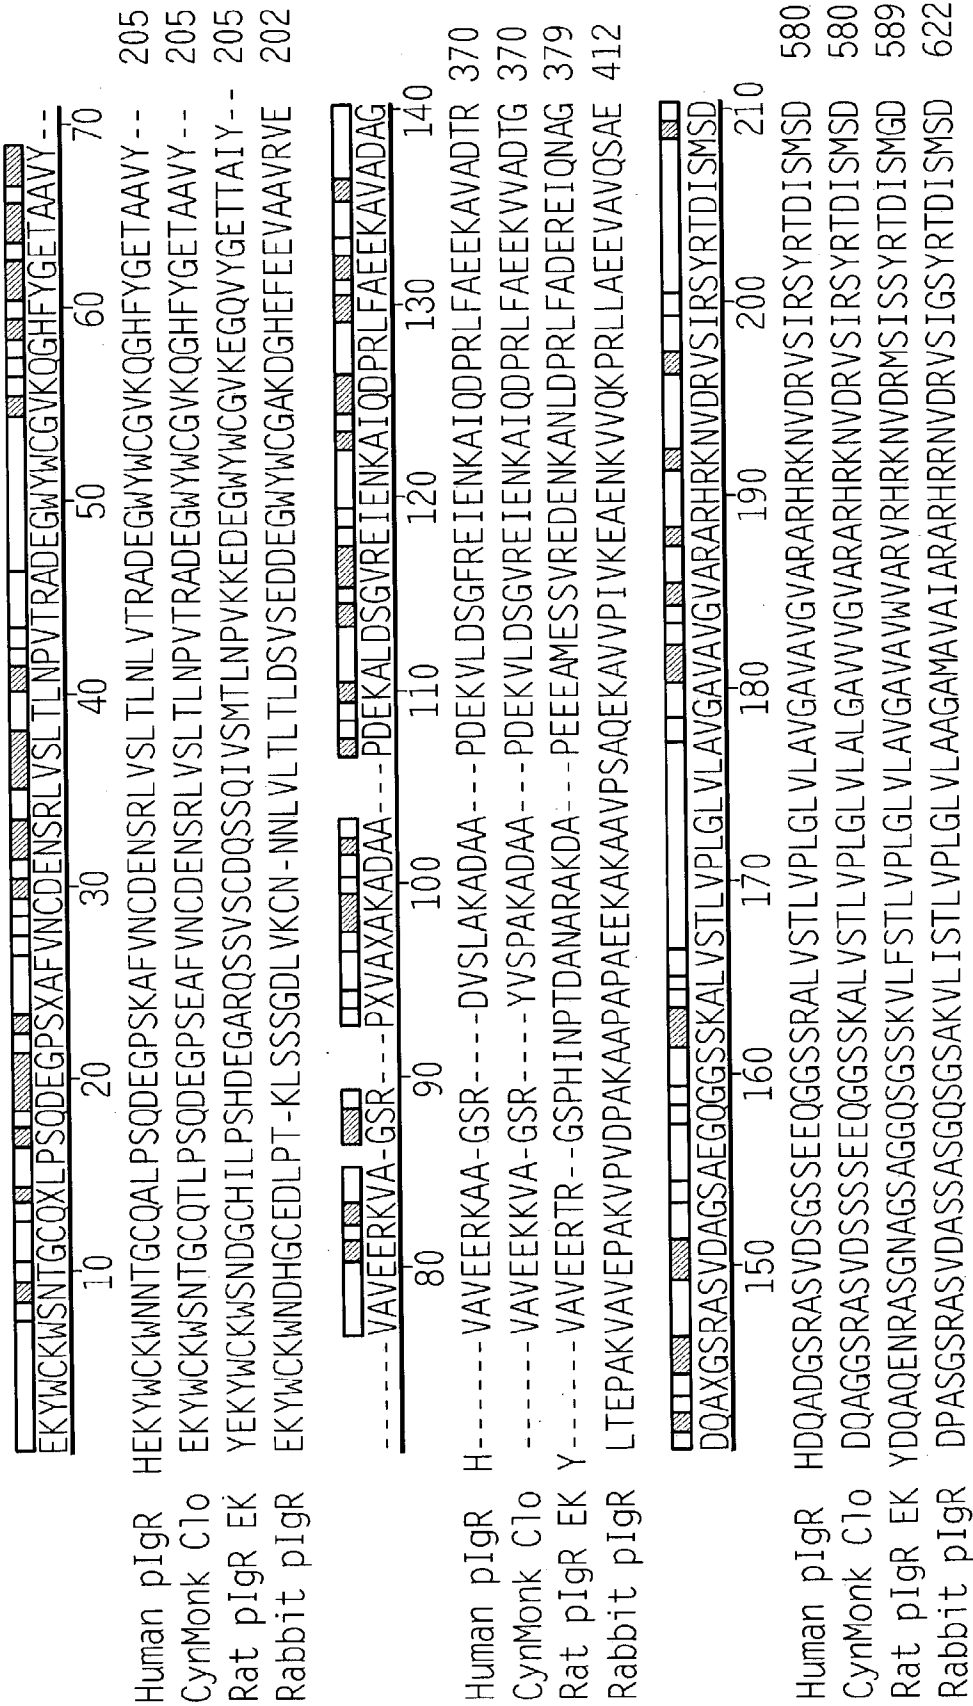 EKYWCKWSNTGCQXLPSQDEGPSXAFVNCDENSRLVSLTLNPVTRADEGWYWCGVKQGHFYGETAAVY--
10 20 30 40 50 60 70
Human pIgR HEKYWCKWNNTGCQALPSQDEGPSKAFVNCDENSRLVSLTLNLVTRADEGWYWCGVKQGHFYGETAAVY-- 205
CynMonk Clo EKYWCKWSNTGCQTLPSQDEGPSEAFVNCDENSRLVSLTLNPVTRADEGWYWCGVKQGHFYGETAAVY-- 205
Rat pIgR EK YEKYWCKWSNDGCHILPSHDEGARQSSVSCDQSSQIVSMTLNPVKKEDEGWYWCGVKEGQVYGETTAIY-- 205
Rabbit pIgR EKYWCKWNDHGCEDLPT-KLSSSGDLVKCN-NNLVLTLTLDSVSEDDEGWYWCGAKDGHEFEEVAAVRVE 202
------VAVEERKVA-GSR----PXVAXAKADAA---PDEKALDSGVREIENKAIQDPRLFAEEKAVADAG
80 90 100 110 120 130 140
Human pIgR H------VAVEERKAA-GSR----DVSLAKADAA---PDEKVLDSGFREIENKAIQDPRLFAEEKAVADTR 370
CynMonk Clo ------VAVEEKKVA-GSR----YVSPAKADAA---PDEKVLDSGVREIENKAIQDPRLFAEEKVVADTG 370
Rat pIgR EK Y------VAVEERTR--GSPHINPTDANARAKDA---PEEEAMESSVREDENKANLDPRLFADEREIQNAG 379
Rabbit pIgR LTEPAKVAVEPAKVPVDPAKAAPAPAEEKAKAAVPSAQEKAVVPIVKEAENKVVQKPRLLAEEVAVQSAE 412
DQAXGSRASVDAGSAEGQGGSSKALVSTLVPLGLVLAVGAVAVGVARARHRKNVDRVSIRSYRTDISMSD
150 160 170 180 190 200 210
Human pIgR HDQADGSRASVDSGSSEEQGGSSRALVSTLVPLGLVLAVGAVAVGVARARHRKNVDRVSIRSYRTDISMSD 580
CynMonk Clo DQAGGSRASVDSSSSEEQGGSSKALVSTLVPLGLVLALGAVVVGVARARHRKNVDRVSIRSYRTDISMSD 580
Rat pIgR EK YDQAQENRASGNAGSAGGQSGSSKVLFSTLVPLGLVLAVGAVAVWVARVRHRKNVDRMSISSYRTDISMGD 589
Rabbit pIgR DPASGSRASVDASSASGQSGSAKVLISTLVPLGLVLAAGAMAVAIARARHRRNVDRVSIGSYRTDISMSD 622